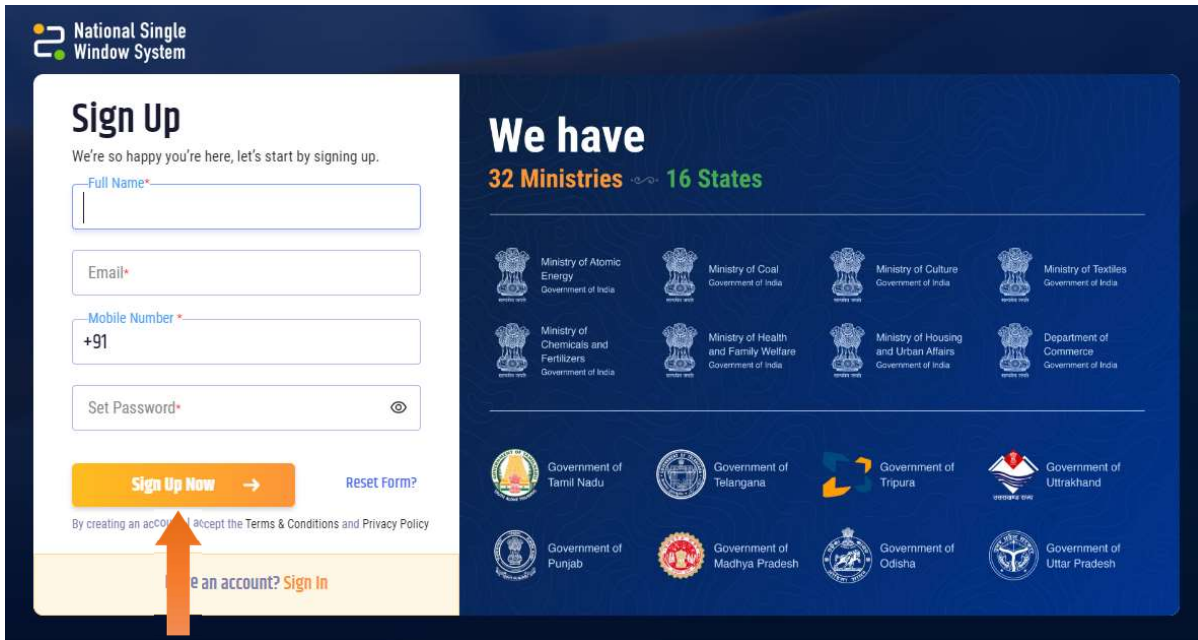 National Single
Window System
Sign Up
We're so happy you're here, let's start by signing up.
Full Name*
Email*
Mobile Number *
+91
Set Password*
Sign Up Now →
Reset Form?
By creating an accept the Terms & Conditions and Privacy Policy
an account? Sign In
We have
32 Ministries 16 States
Ministry of Atomic
Energy
Government of India
Ministry of Coal
Government of India
Ministry of Culture
Government of India
Ministry of Textiles
Government of India
Ministry of
Chemicals and
Fertilizers
Government of India
Ministry of Health
and Family Welfare
Government of India
Ministry of Housing
and Urban Affairs
Government of India
Department of
Commerce
Government of India
Government of
Tamil Nadu
Government of
Telangana
Government of
Tripura
Government of
Uttrakhand
Government of
Punjab
Government of
Madhya Pradesh
Government of
Odisha
Government of
Uttar Pradesh